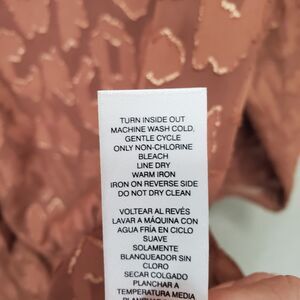 TURN INSIDE OUT
MACHINE WASH COLD,
GENTLE CYCLE
ONLY NON-CHLORINE
BLEACH
LINE DRY
WARM IRON
IRON ON REVERSE SIDE
DO NOT DRY CLEAN
VOLTEAR AL REVÉS
LAVAR A MÁQUINA CON
AGUA FRÍA EN CICLO
SUAVE
SOLAMENTE
BLANQUEADOR SIN
CLORO
SECAR COLGADO
PLANCHAR A
TEMPERATURA MEDIA